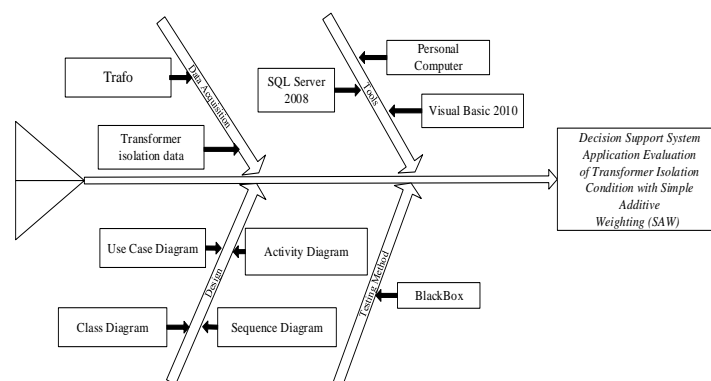 Personal
Computer
Trafo
Data Acquisition
SQL Server
2008
Tools
Visual Basic 2010
Transformer
isolation data
Decision Support System
Application Evaluation
of Transformer Isolation
Condition with Simple
Additive
Weighting (SAW)
Use Case Diagram
Activity Diagram
Design
Testing Method
BlackBox
Class Diagram
Sequence Diagram